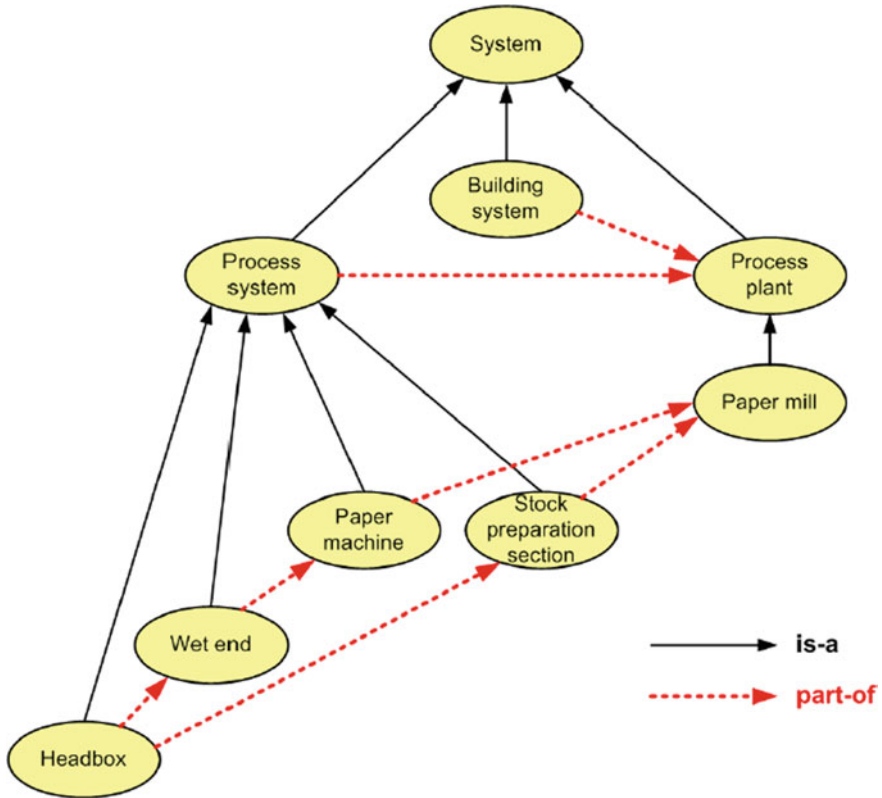 System
Building
system
Process
system
Process
plant
Paper mill
Paper
machine
Stock
preparation
section
Wet end
Headbox
is-a
part-of